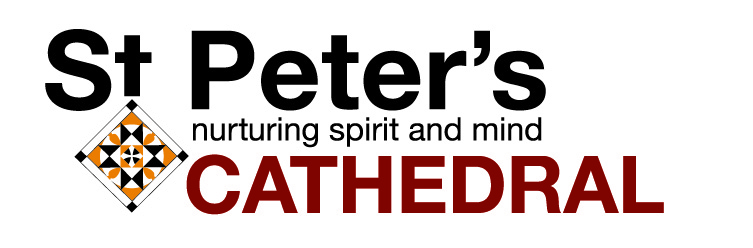 St Peter’s
nurturing spirit and mind
CATHEDRAL